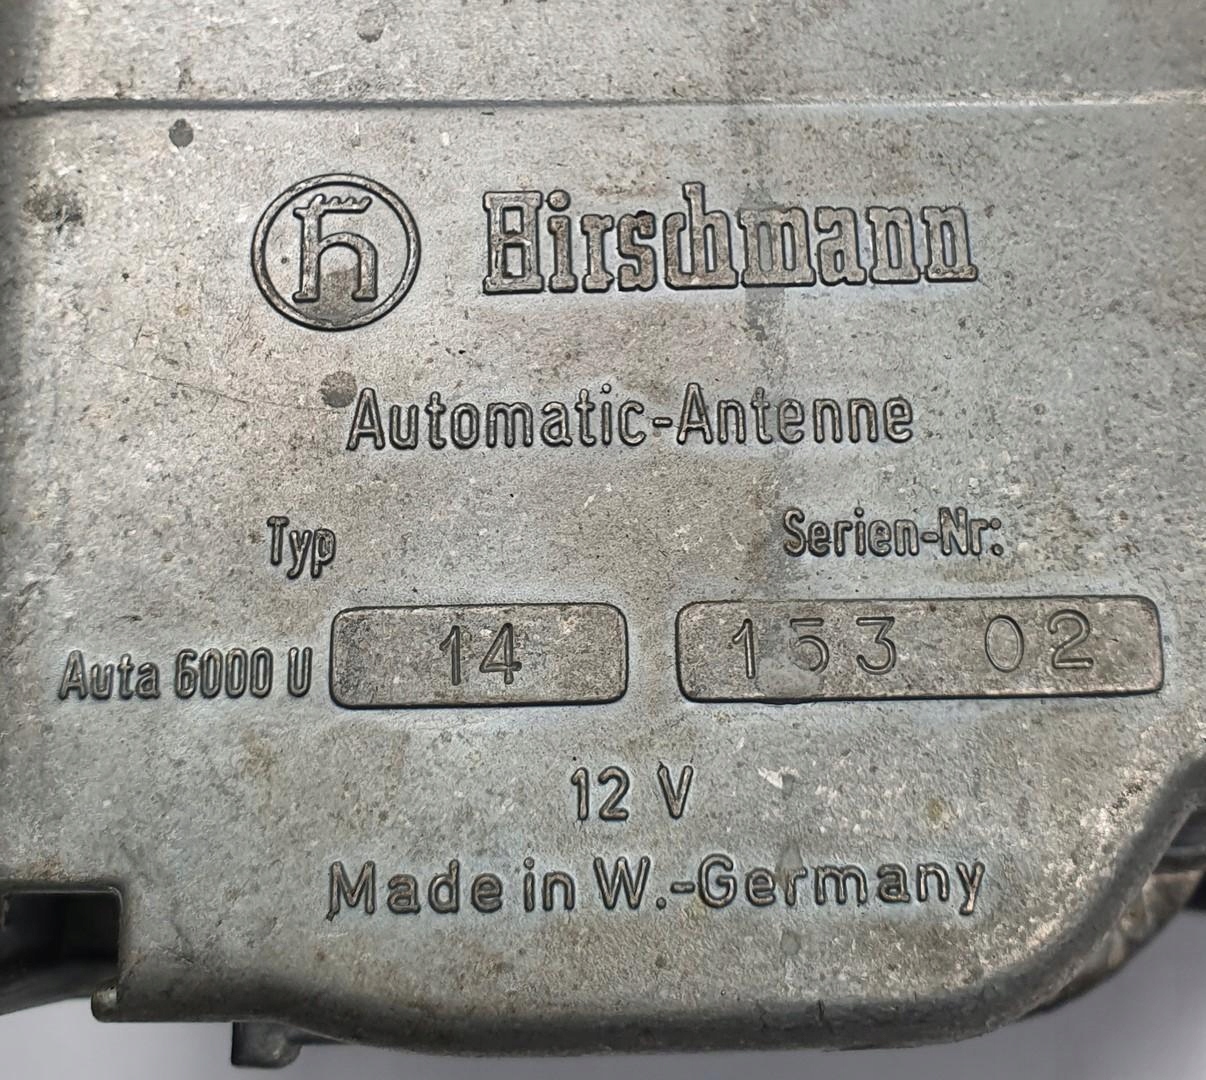 h Hirschmann
Automatic-Antenne
Typ Serien-Nr:
Auta 6000 U 14 153 02
12 V
Made in W.-Germany